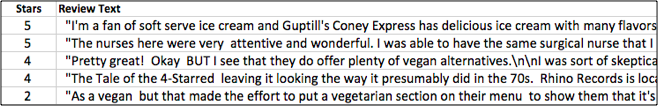 Stars Review Text
5 "I'm a fan of soft serve ice cream and Guptill's Coney Express has delicious ice cream with many flavors
5 "The nurses here were very  attentive and wonderful. I was able to have the same surgical nurse that I
4 "Pretty great!  Okay  BUT I see that they do offer plenty of vegan alternatives.\n\nI was sort of skeptica
4 "The Tale of the 4-Starred  leaving it looking the way it presumably did in the 70s.  Rhino Records is loca
2 "As a vegan  but that made the effort to put a vegetarian section on their menu  to show them that it's